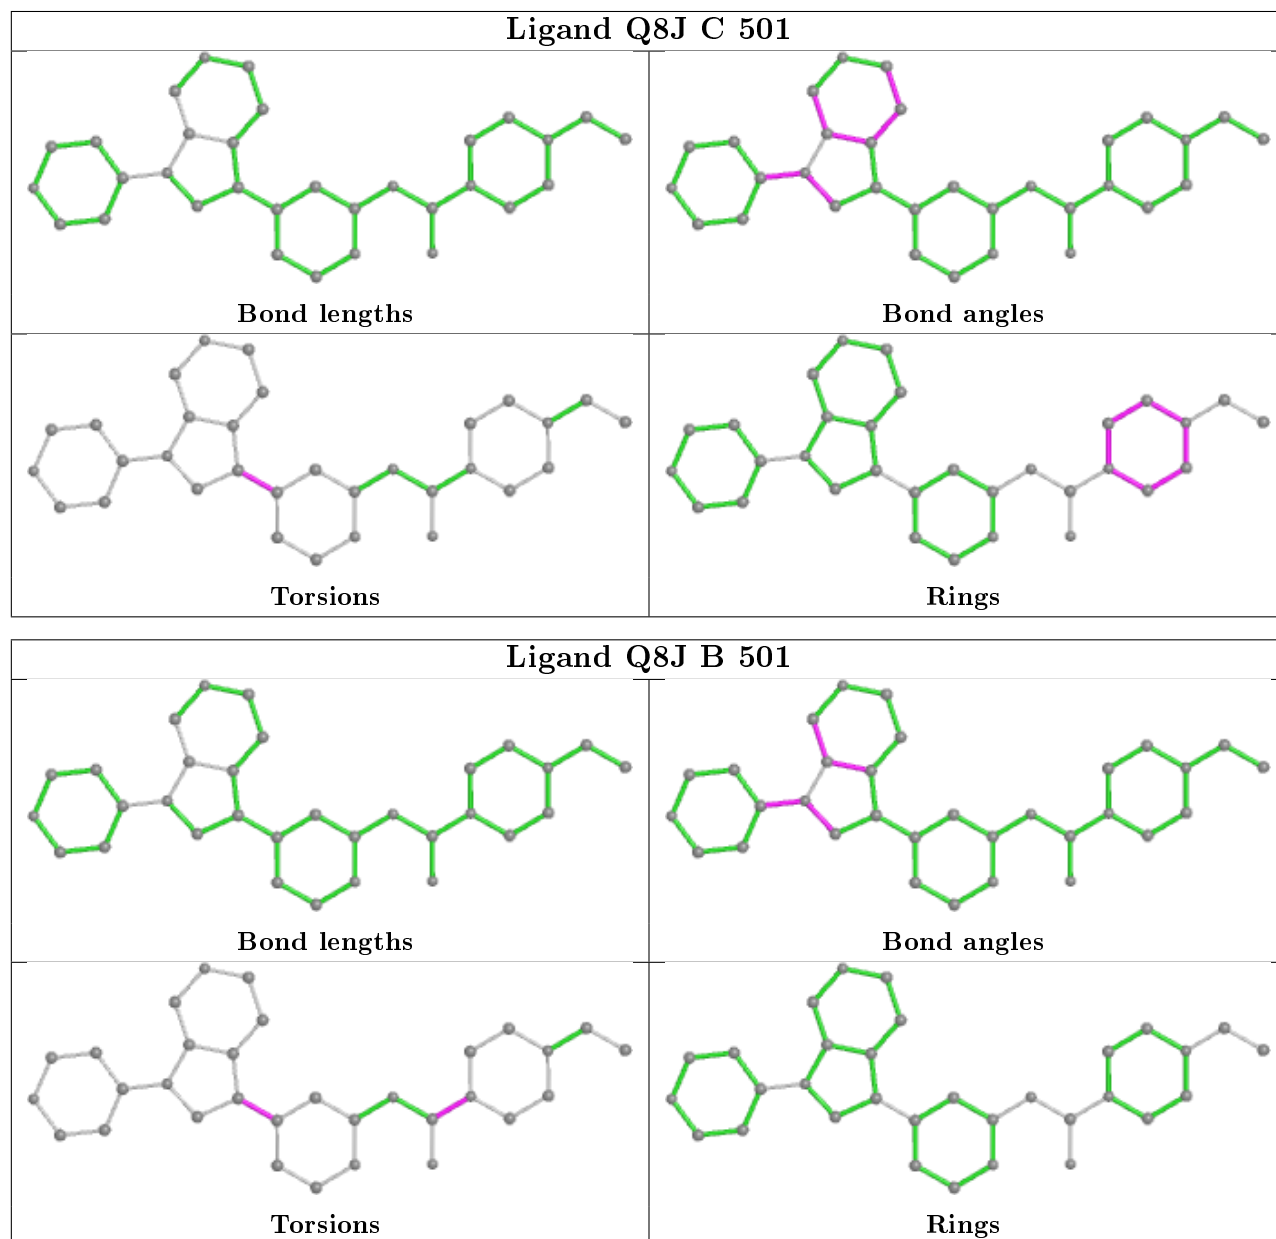 Ligand Q8J C 501
Bond lengths
Bond angles
Torsions
Rings
Ligand Q8J B 501
Bond lengths
Bond angles
Torsions
Rings